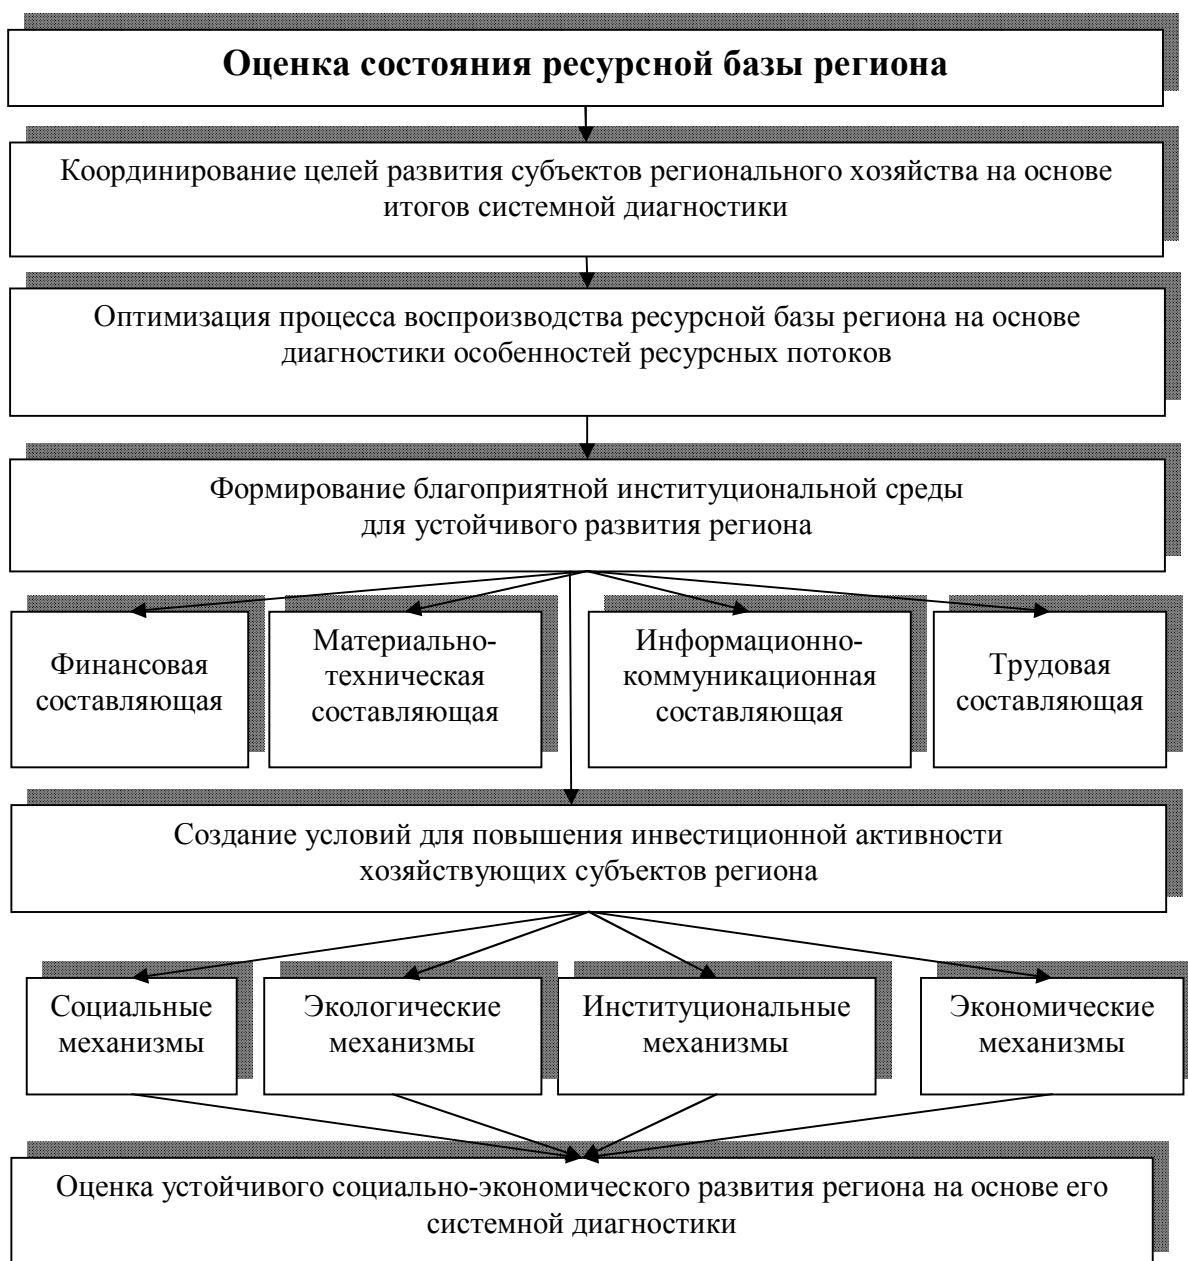 Оценка состояния ресурсной базы региона
Координирование целей развития субъектов регионального хозяйства на основе
итогов системной диагностики
Оптимизация процесса воспроизводства ресурсной базы региона на основе
диагностики особенностей ресурсных потоков
Формирование благоприятной институциональной среды
для устойчивого развития региона
Финансовая
составляющая
Материально-
техническая
составляющая
Информационно-
коммуникационная
составляющая
Трудовая
составляющая
Создание условий для повышения инвестиционной активности
хозяйствующих субъектов региона
Социальные
механизмы
Экологические
механизмы
Институциональные
механизмы
Экономические
механизмы
Оценка устойчивого социально-экономического развития региона на основе его
системной диагностики